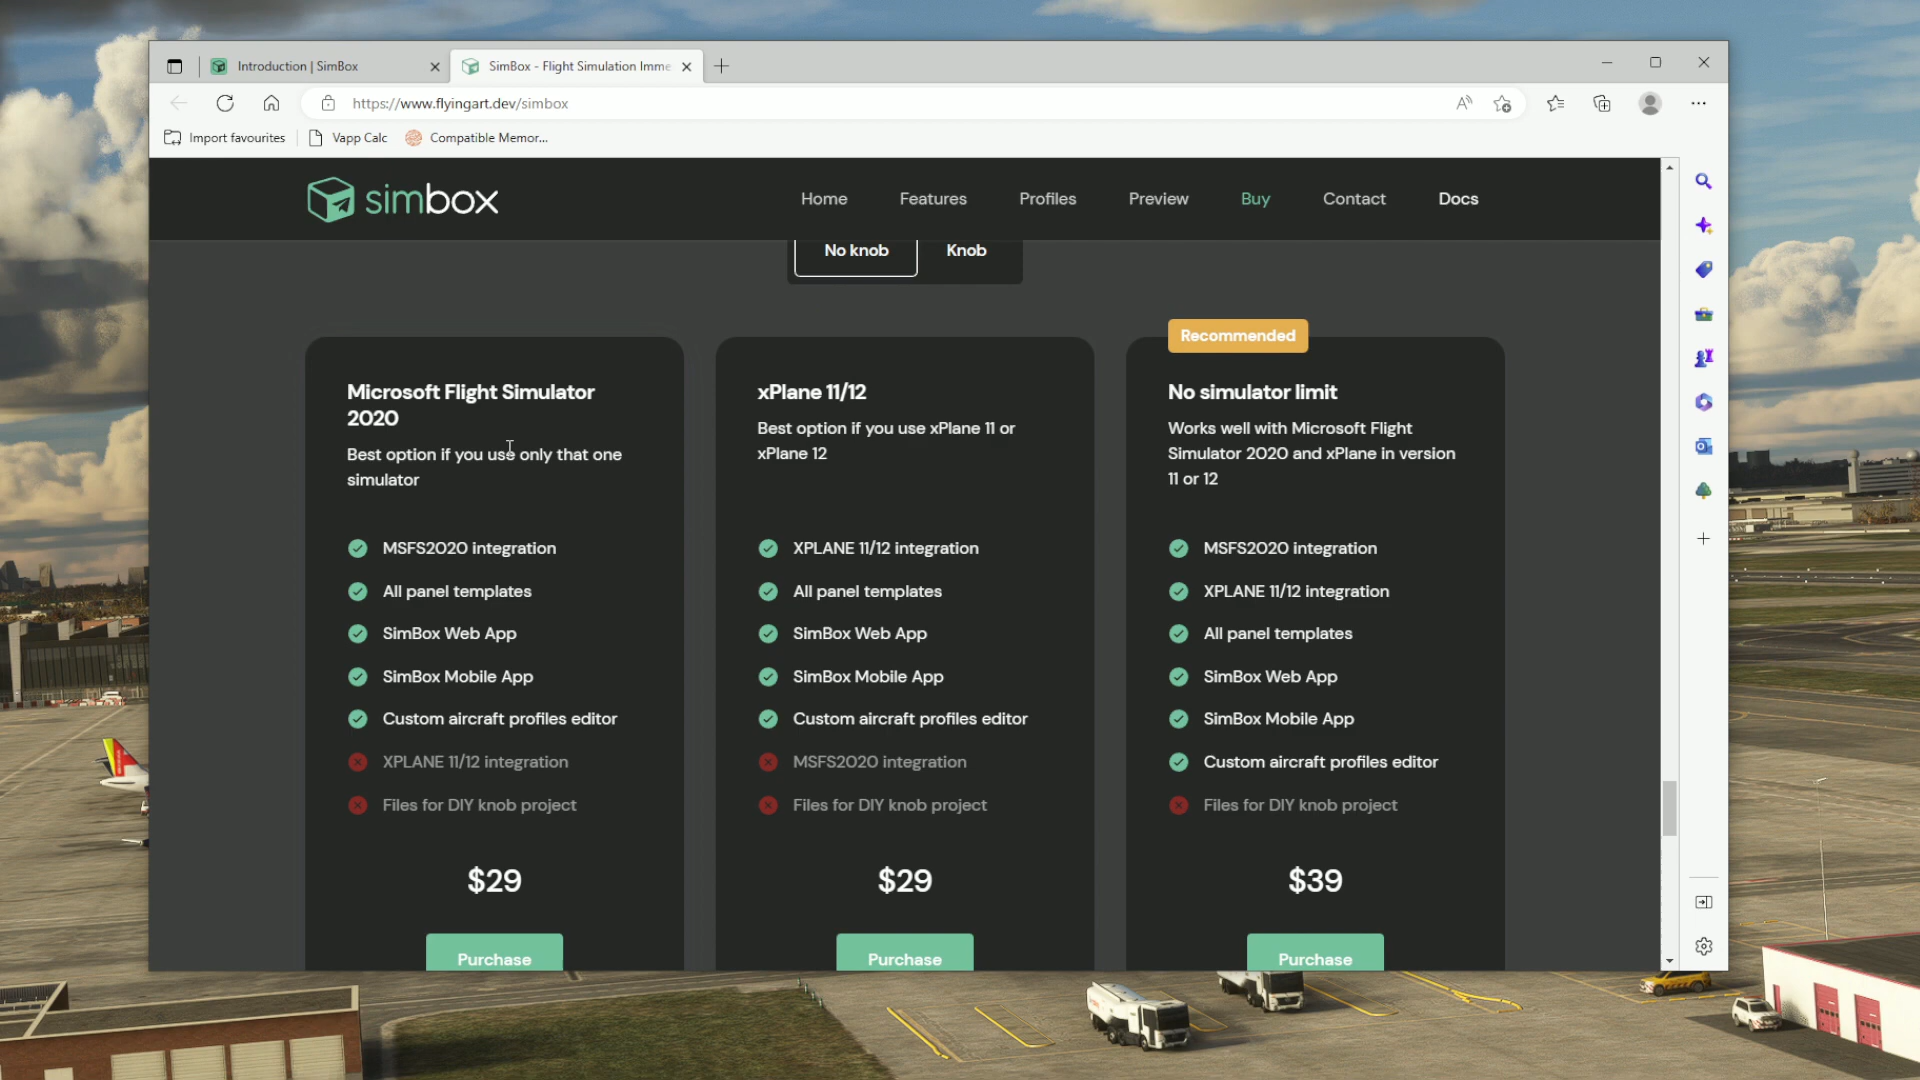 Introduction | SimBox
SimBox - Flight Simulation Imme
https://www.flyingart.dev/simbox
Import favourites
Vapp Calc
Compatible Memor...
simbox
Home
Features
Profiles
Preview
Buy
Contact
Docs
No knob
Knob
Microsoft Flight Simulator
2020
Best option if you use only that one
simulator
MSFS2020 integration
All panel templates
SimBox Web App
SimBox Mobile App
Custom aircraft profiles editor
XPLANE 11/12 integration
Files for DIY knob project
$29
Purchase
xPlane 11/12
Best option if you use xPlane 11 or
xPlane 12
XPLANE 11/12 integration
All panel templates
SimBox Web App
SimBox Mobile App
Custom aircraft profiles editor
MSFS2020 integration
Files for DIY knob project
$29
Purchase
Recommended
No simulator limit
Works well with Microsoft Flight
Simulator 2020 and xPlane in version
11 or 12
MSFS2020 integration
XPLANE 11/12 integration
All panel templates
SimBox Web App
SimBox Mobile App
Custom aircraft profiles editor
Files for DIY knob project
$39
Purchase